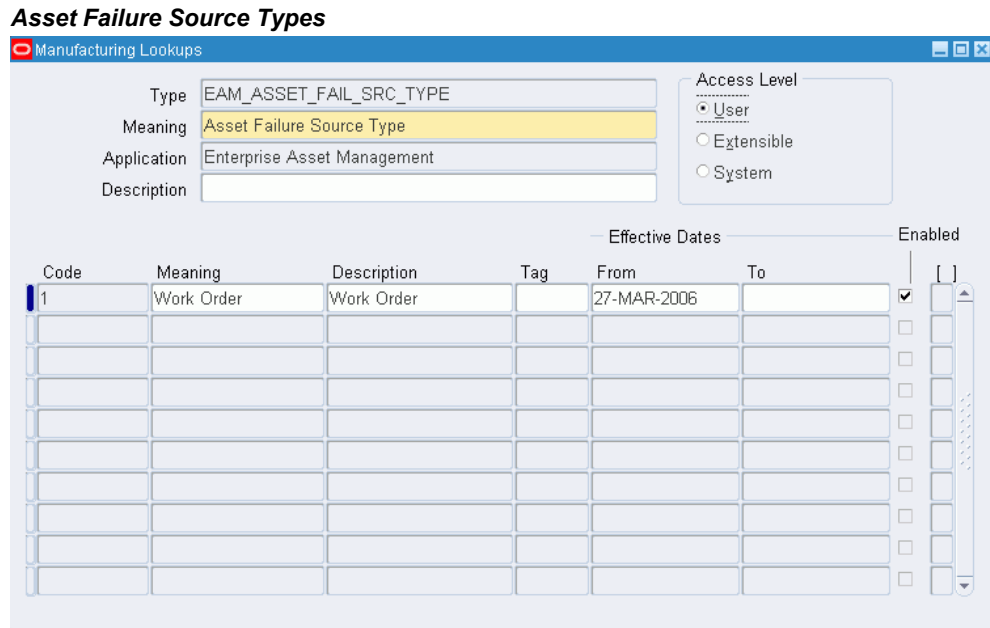 Asset Failure Source Types
Manufacturing Lookups
Type EAM_ASSET_FAIL_SRC_TYPE
Meaning Asset Failure Source Type
Application Enterprise Asset Management
Description
Access Level
User
Extensible
System
Effective Dates Enabled
Code Meaning Description Tag From To [ ]
1 Work Order Work Order 27-MAR-2006